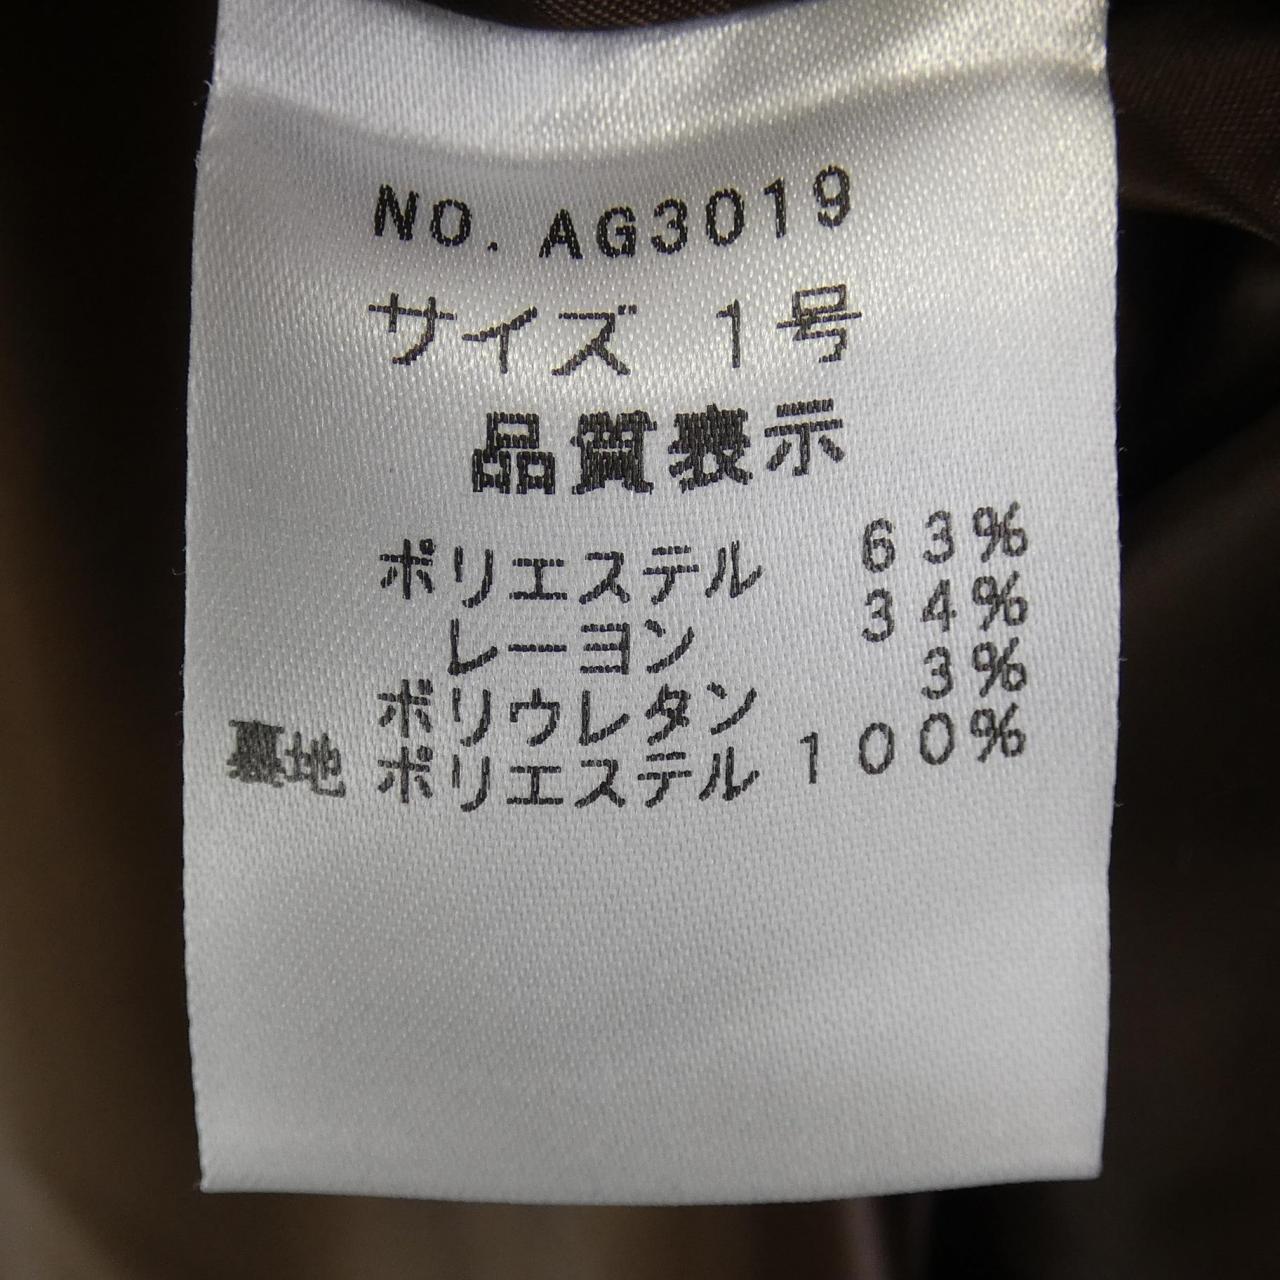 NO. AG3019
サイズ 1号
品質表示
ポリエステル 63%
レーヨン 34%
ポリウレタン 3%
裏地 ポリエステル 100%